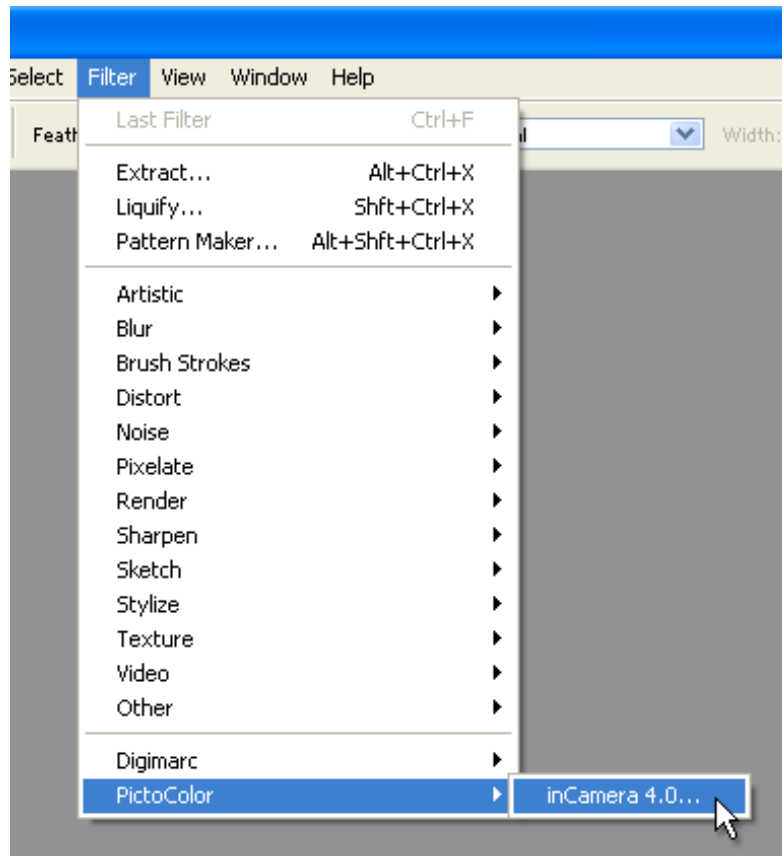 Select Filter View Window Help
Feath Width:
Last Filter Ctrl+F
Extract... Alt+Ctrl+X
Liquify... Shft+Ctrl+X
Pattern Maker... Alt+Shft+Ctrl+X
Artistic
Blur
Brush Strokes
Distort
Noise
Pixelate
Render
Sharpen
Sketch
Stylize
Texture
Video
Other
Digimarc
PictoColor inCamera 4.0...